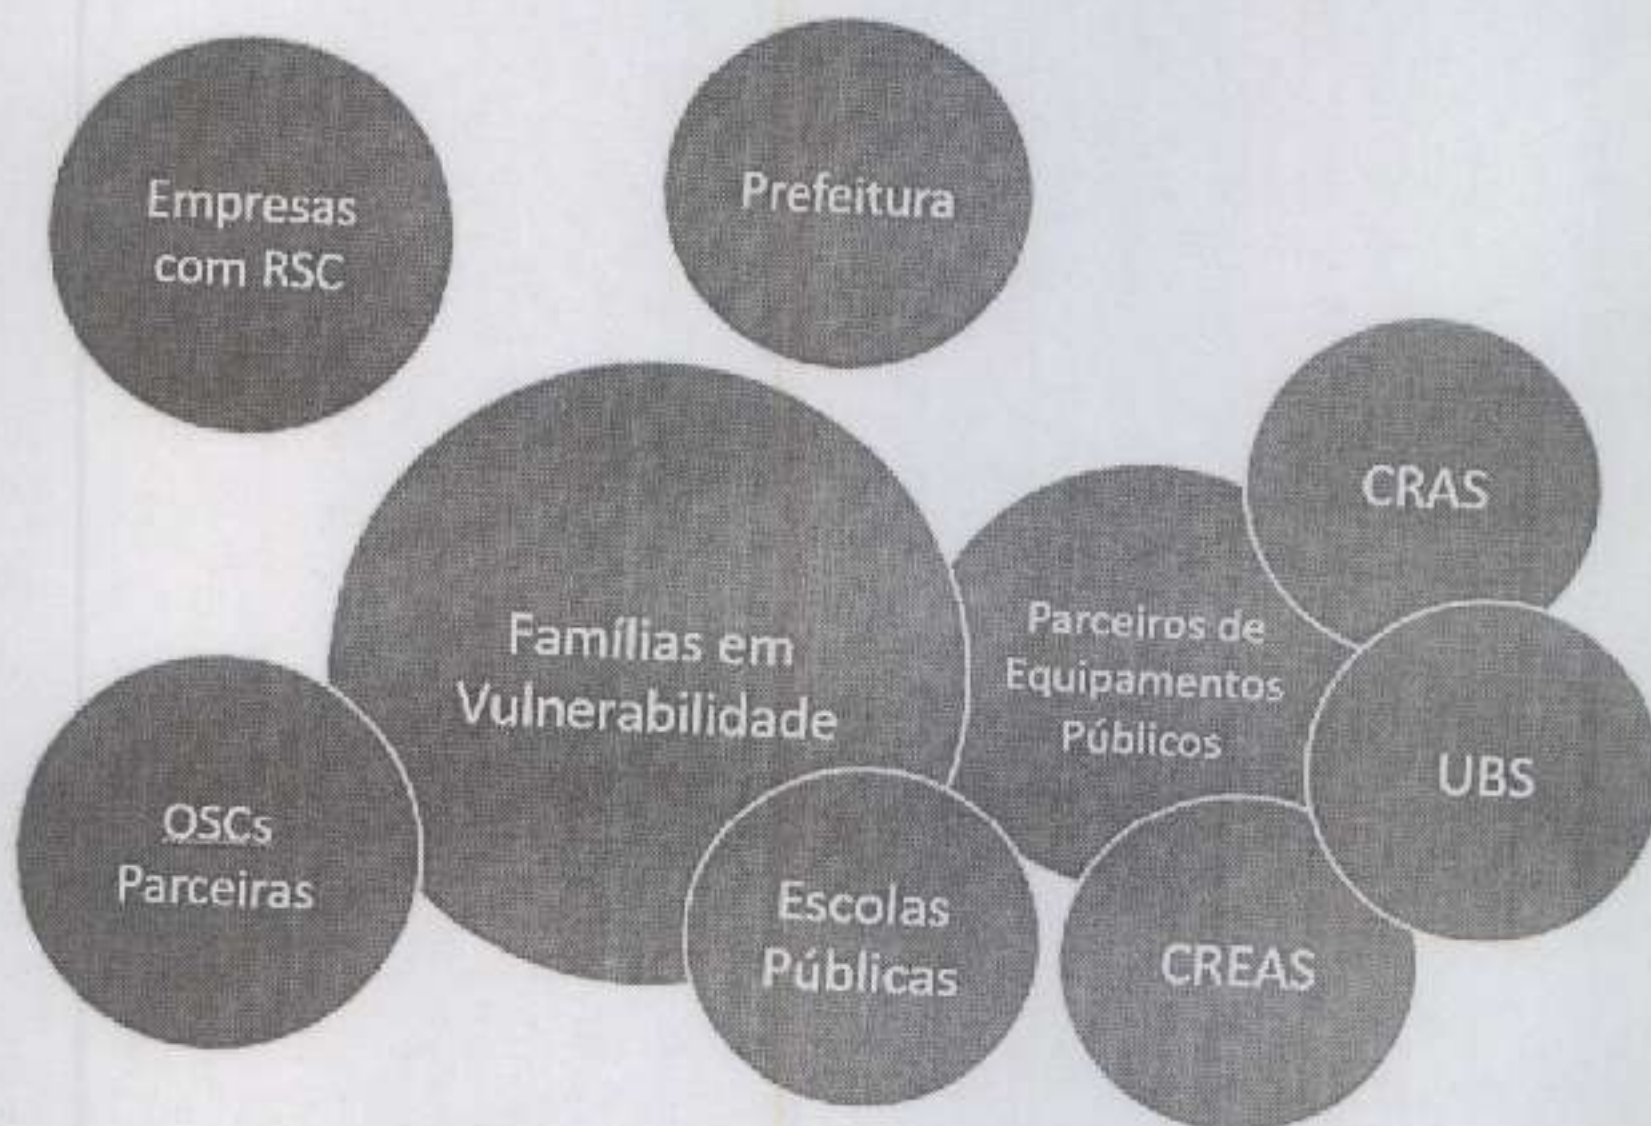 Empresas
com RSC
Prefeitura
CRAS
Famílias em
Vulnerabilidade
Parceiros de
Equipamentos
Públicos
UBS
OSCs
Parceiras
Escolas
Públicas
CREAS